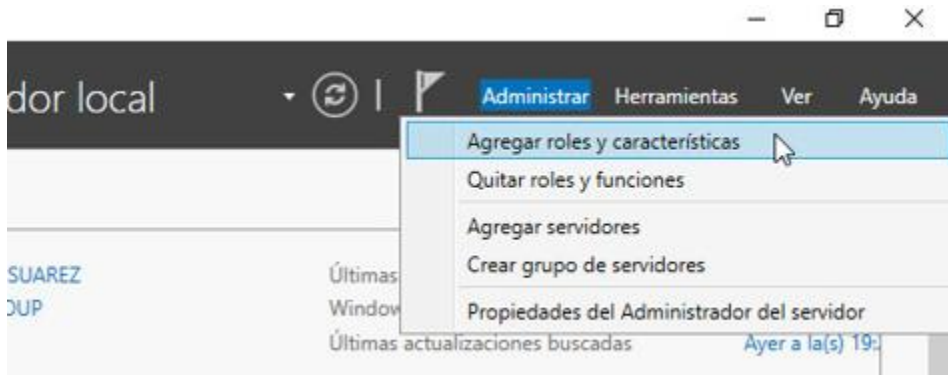 dor local
Administrar Herramientas Ver Ayuda
Agregar roles y características
Quitar roles y funciones
Agregar servidores
Crear grupo de servidores
Propiedades del Administrador del servidor
SUAREZ Últimas
OUP Window
Últimas actualizaciones buscadas Ayer a la(s) 19: